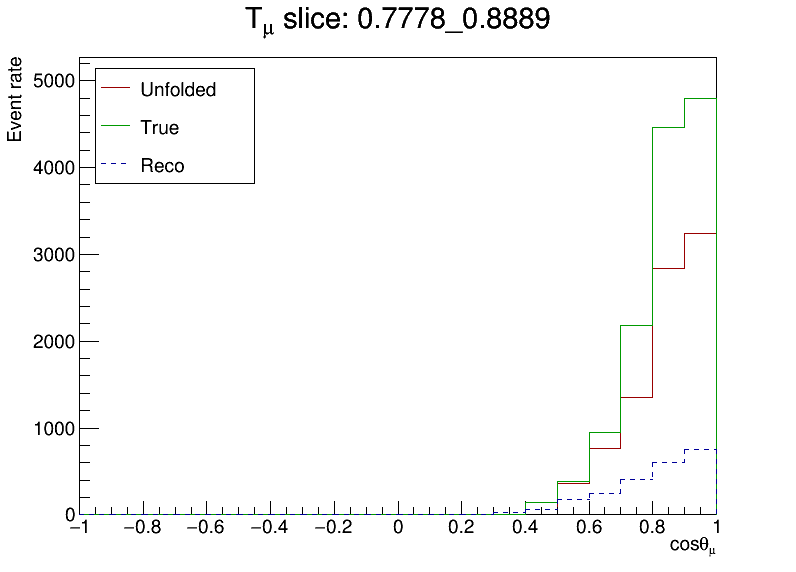 Tμ slice: 0.7778_0.8889
Event rate
Unfolded
True
Reco
5000
4000
3000
2000
1000
0
−1 −0.8 −0.6 −0.4 −0.2 0 0.2 0.4 0.6 0.8 1
cosθμ